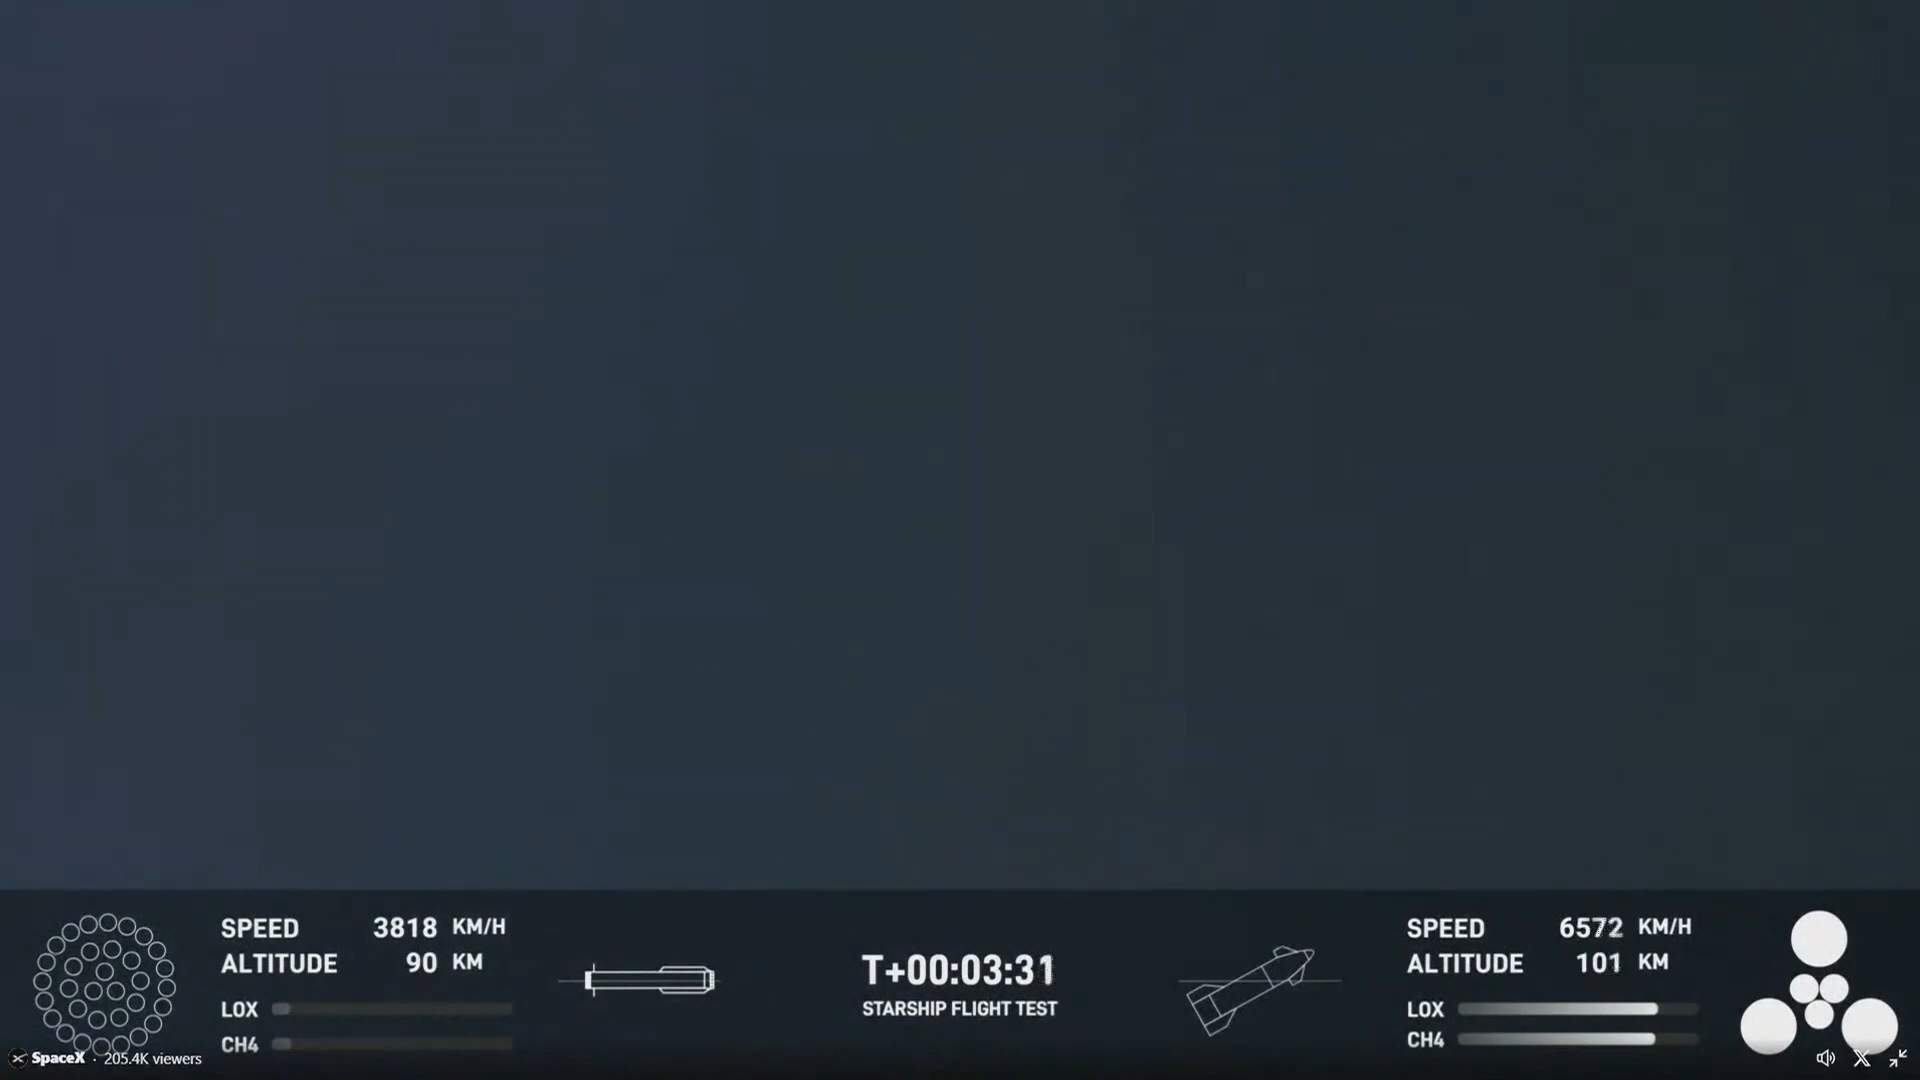 SPEED 3818 KM/H
ALTITUDE 90 KM
LOX
CH4
T+00:03:31
STARSHIP FLIGHT TEST
SPEED 6572 KM/H
ALTITUDE 101 KM
LOX
CH4
SpaceX · 205.4K viewers